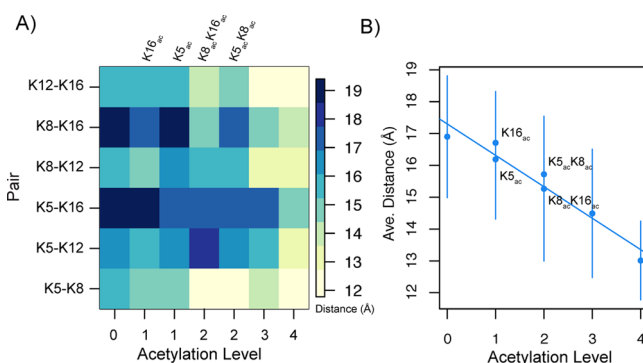 A)
K16ac
K5ac
K8acK16ac
K5acK8ac
Pair
K12-K16
K8-K16
K8-K12
K5-K16
K5-K12
K5-K8
0 1 1 2 2 3 4
Acetylation Level
19
18
17
16
15
14
13
12
Distance (Å)
B)
Ave. Distance (Å)
19
18
17
16
15
14
13
12
K16ac
K5ac
K5acK8ac
K8acK16ac
0 1 2 3 4
Acetylation Level